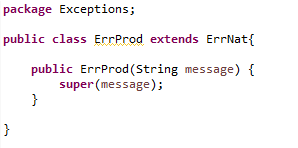 package Exceptions;
public class ErrProd extends ErrNat{
public ErrProd(String message) {
super(message);
}
}